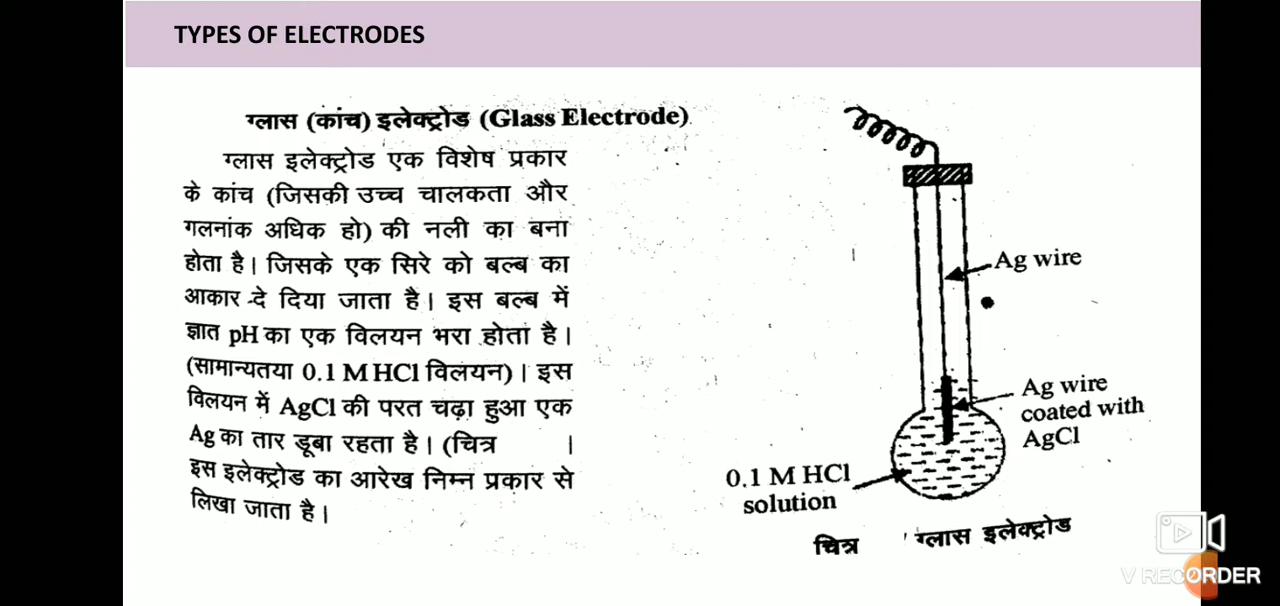 TYPES OF ELECTRODES
ग्लास (कांच) इलेक्ट्रोड (Glass Electrode)
ग्लास इलेक्ट्रोड एक विशेष प्रकार
के कांच (जिसकी उच्च चालकता और
गलनांक अधिक हो) की नली का बना
होता है। जिसके एक सिरे को बल्ब का
आकार दे दिया जाता है। इस बल्ब में
ज्ञात pH का एक विलयन भरा होता है।
(सामान्यतया 0.1 M HCl विलयन)। इस
विलयन में AgCl की परत चढ़ा हुआ एक
Ag का तार डूबा रहता है। (चित्र ।
इस इलेक्ट्रोड का आरेख निम्न प्रकार से
लिखा जाता है।
Ag wire
Ag wire
coated with
AgCl
0.1 M HCl
solution
चित्र ग्लास इलेक्ट्रोड
V RECORDER